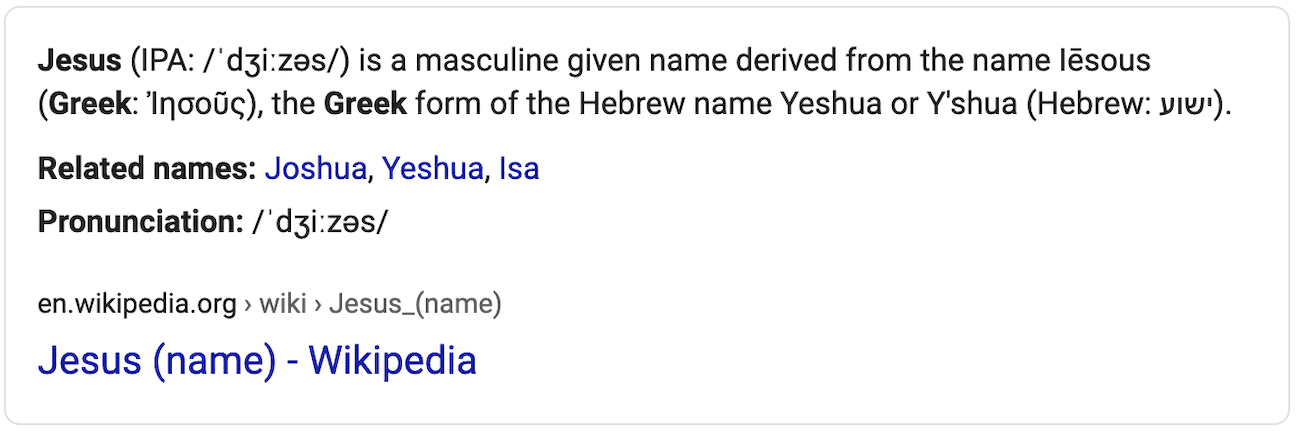 Jesus (IPA: /ˈdʒiːzəs/) is a masculine given name derived from the name Iēsous
(Greek: Ἰησοῦς), the Greek form of the Hebrew name Yeshua or Y'shua (Hebrew: ישוע).
Related names: Joshua, Yeshua, Isa
Pronunciation: /ˈdʒiːzəs/
en.wikipedia.org › wiki › Jesus_(name)
Jesus (name) - Wikipedia